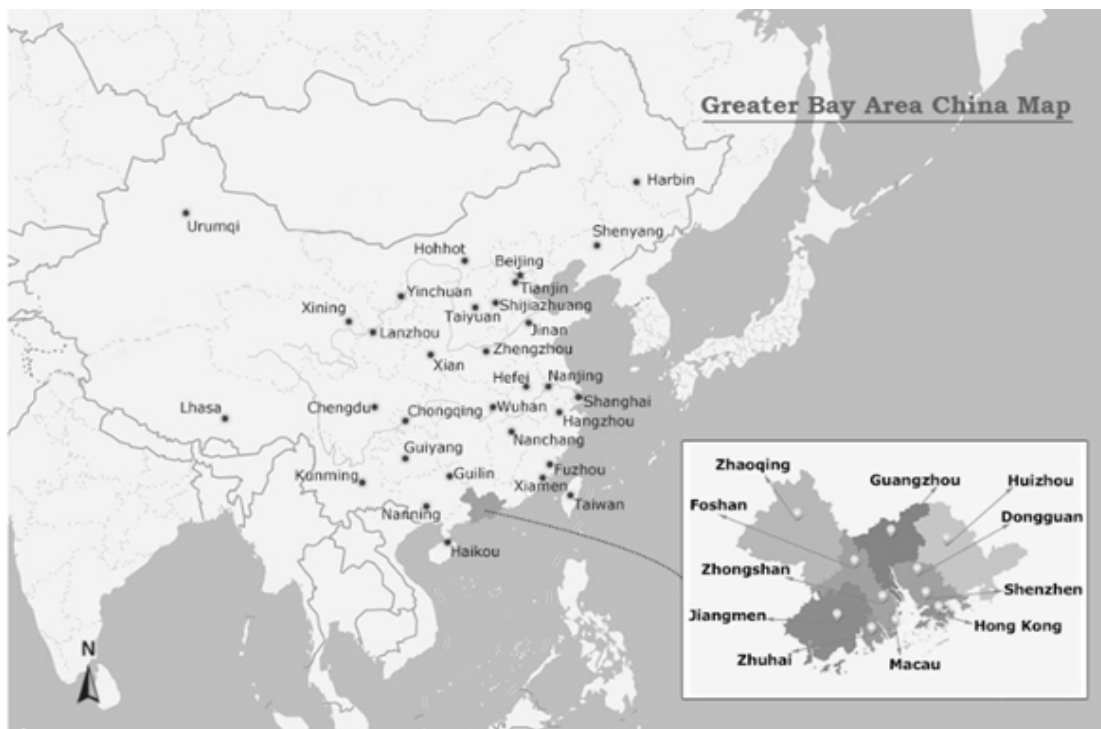 Greater Bay Area China Map
Harbin
Urumqi
Shenyang
Hohhot
Beijing
Tianjin
Yinchuan
Shijiazhuang
Taiyuan
Xining
Jinan
Lanzhou
Zhengzhou
Xian
Hefei
Nanjing
Shanghai
Lhasa
Chengdu
Wuhan
Chongqing
Hangzhou
Nanchang
Guiyang
Fuzhou
Kunming
Guilin
Xiamen
Taiwan
Nanning
Haikou
N
Zhaoqing
Guangzhou
Huizhou
Foshan
Dongguan
Zhongshan
Shenzhen
Jiangmen
Hong Kong
Zhuhai
Macau